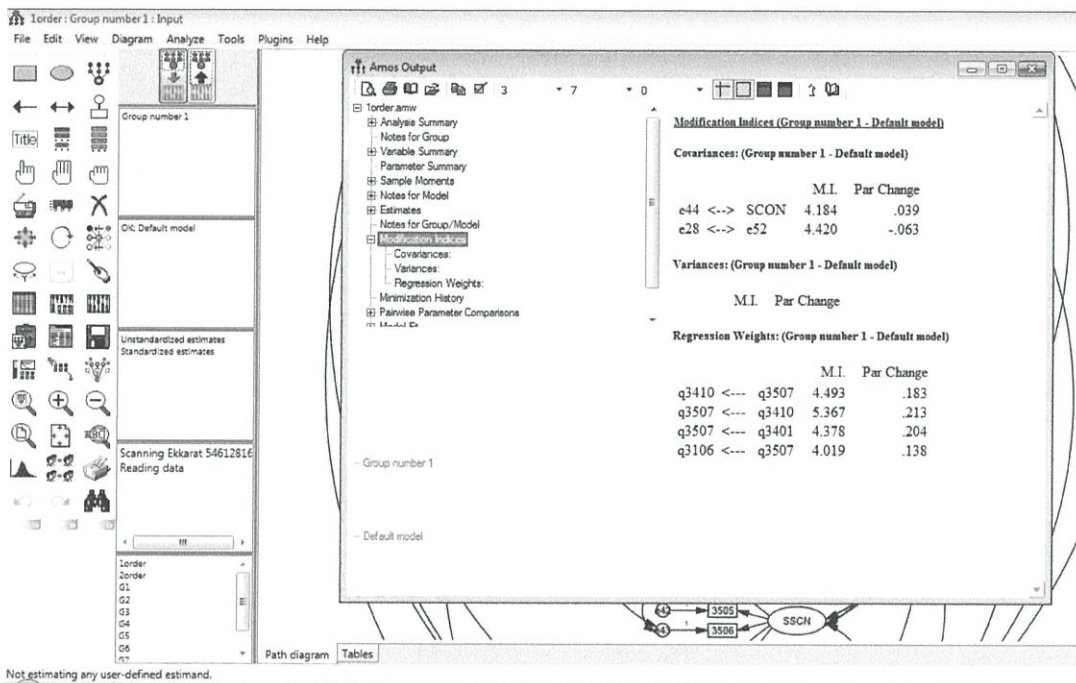 1order : Group number 1 : Input
File Edit View Diagram Analyze Tools Plugins Help
Title
Group number 1
OK: Default model
Unstandardized estimates
Standardized estimates
Scanning Ekkarat 54612816
Reading data
1order
2order
G1
G2
G3
G4
G5
G6
G7
Path diagram Tables
Not estimating any user-defined estimand.
Amos Output
3 7 0
1order.amw
Analysis Summary
Notes for Group
Variable Summary
Parameter Summary
Sample Moments
Notes for Model
Estimates
Notes for Group/Model
Modification Indices
Covariances:
Variances:
Regression Weights:
Minimization History
Pairwise Parameter Comparisons
Model Fit
Group number 1
Default model
Modification Indices (Group number 1 - Default model)
Covariances: (Group number 1 - Default model)
M.I. Par Change
e44 <--> SCON 4.184 .039
e28 <--> e52 4.420 -.063
Variances: (Group number 1 - Default model)
M.I. Par Change
Regression Weights: (Group number 1 - Default model)
M.I. Par Change
q3410 <--- q3507 4.493 .183
q3507 <--- q3410 5.367 .213
q3507 <--- q3401 4.378 .204
q3106 <--- q3507 4.019 .138
3505
1 3506
SSCN